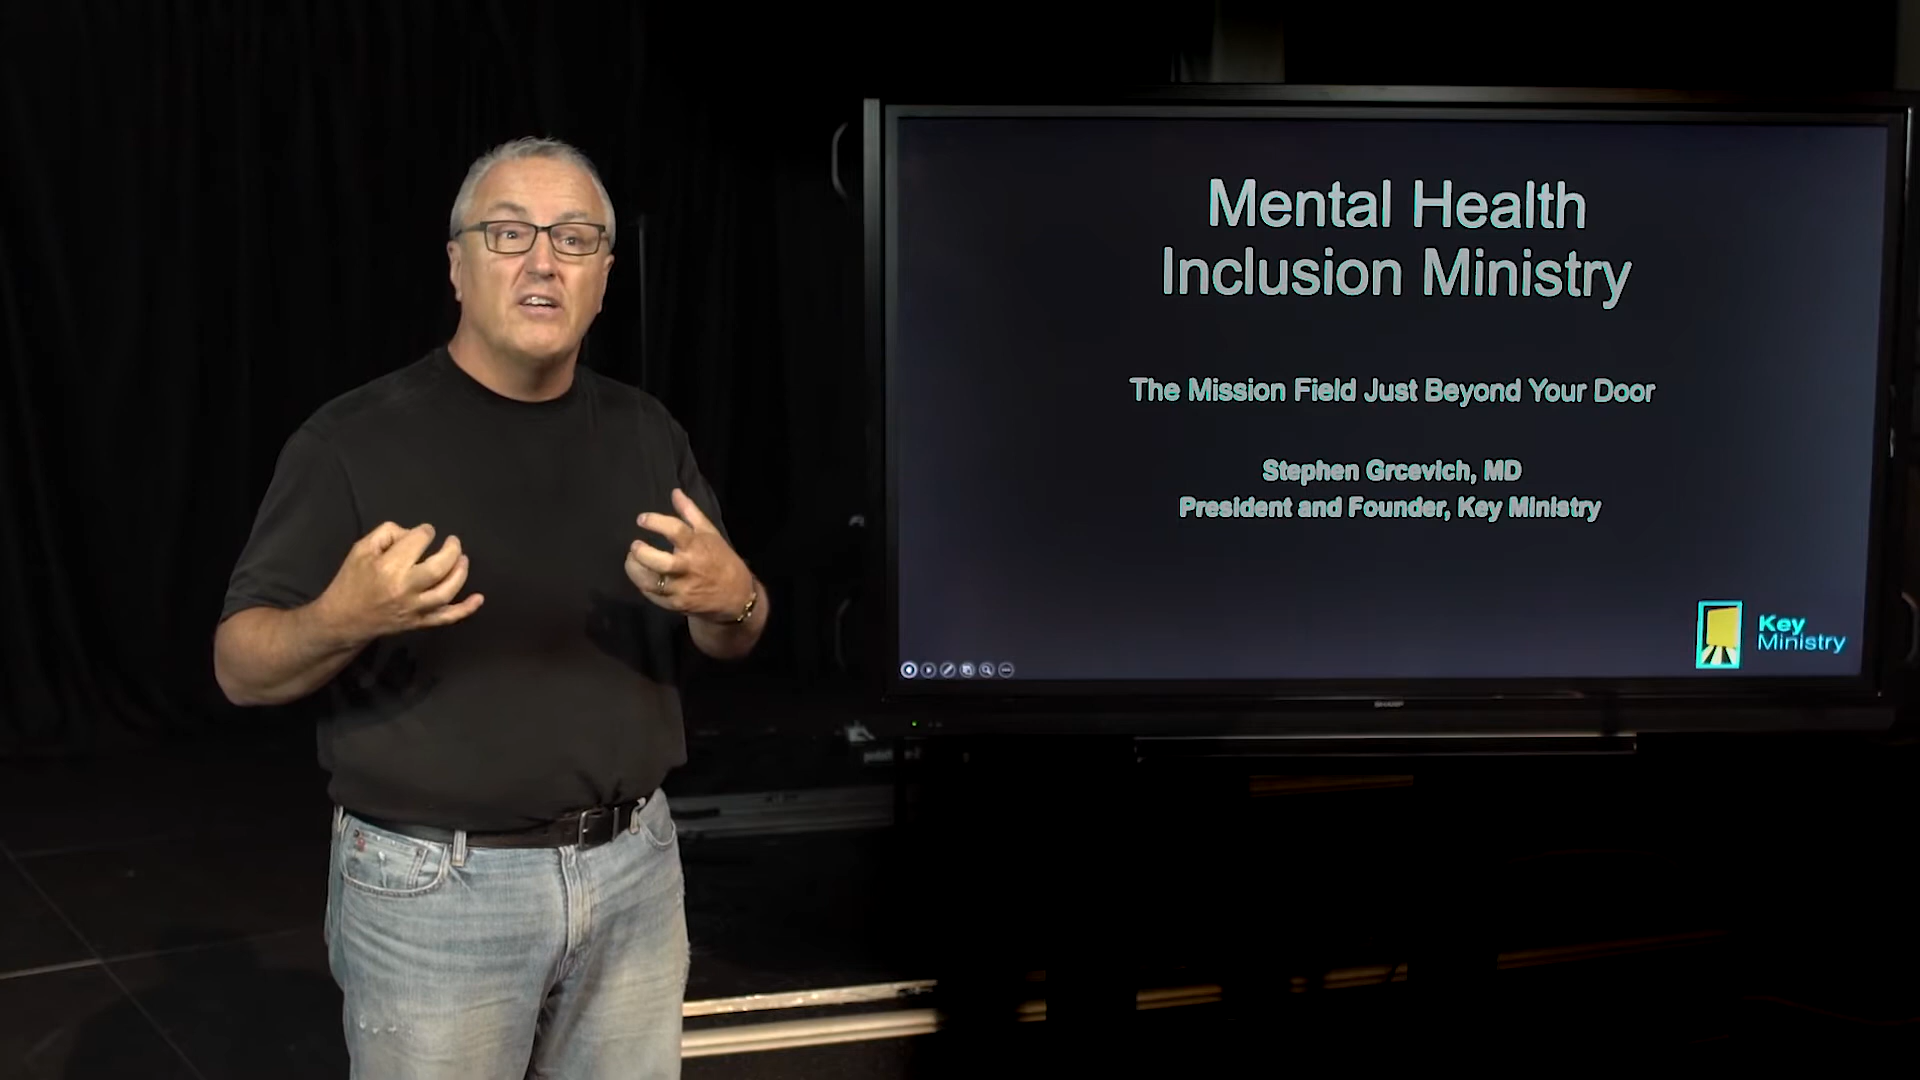 Mental Health
Inclusion Ministry
The Mission Field Just Beyond Your Door
Stephen Grcevich, MD
President and Founder, Key Ministry
Key
Ministry
SHARP